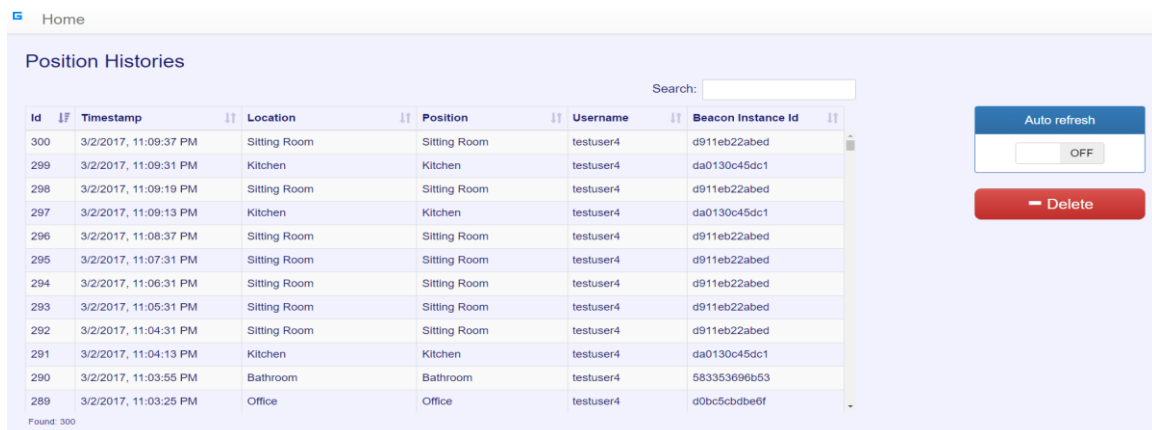 Home
Position Histories
Search:
Id Timestamp Location Position Username Beacon Instance Id
300 3/2/2017, 11:09:37 PM Sitting Room Sitting Room testuser4 d911eb22abed
299 3/2/2017, 11:09:31 PM Kitchen Kitchen testuser4 da0130c45dc1
298 3/2/2017, 11:09:19 PM Sitting Room Sitting Room testuser4 d911eb22abed
297 3/2/2017, 11:09:13 PM Kitchen Kitchen testuser4 da0130c45dc1
296 3/2/2017, 11:08:37 PM Sitting Room Sitting Room testuser4 d911eb22abed
295 3/2/2017, 11:07:31 PM Sitting Room Sitting Room testuser4 d911eb22abed
294 3/2/2017, 11:06:31 PM Sitting Room Sitting Room testuser4 d911eb22abed
293 3/2/2017, 11:05:31 PM Sitting Room Sitting Room testuser4 d911eb22abed
292 3/2/2017, 11:04:31 PM Sitting Room Sitting Room testuser4 d911eb22abed
291 3/2/2017, 11:04:13 PM Kitchen Kitchen testuser4 da0130c45dc1
290 3/2/2017, 11:03:55 PM Bathroom Bathroom testuser4 583353696b53
289 3/2/2017, 11:03:25 PM Office Office testuser4 d0bc5cbdbe6f
Found: 300
Auto refresh
OFF
Delete